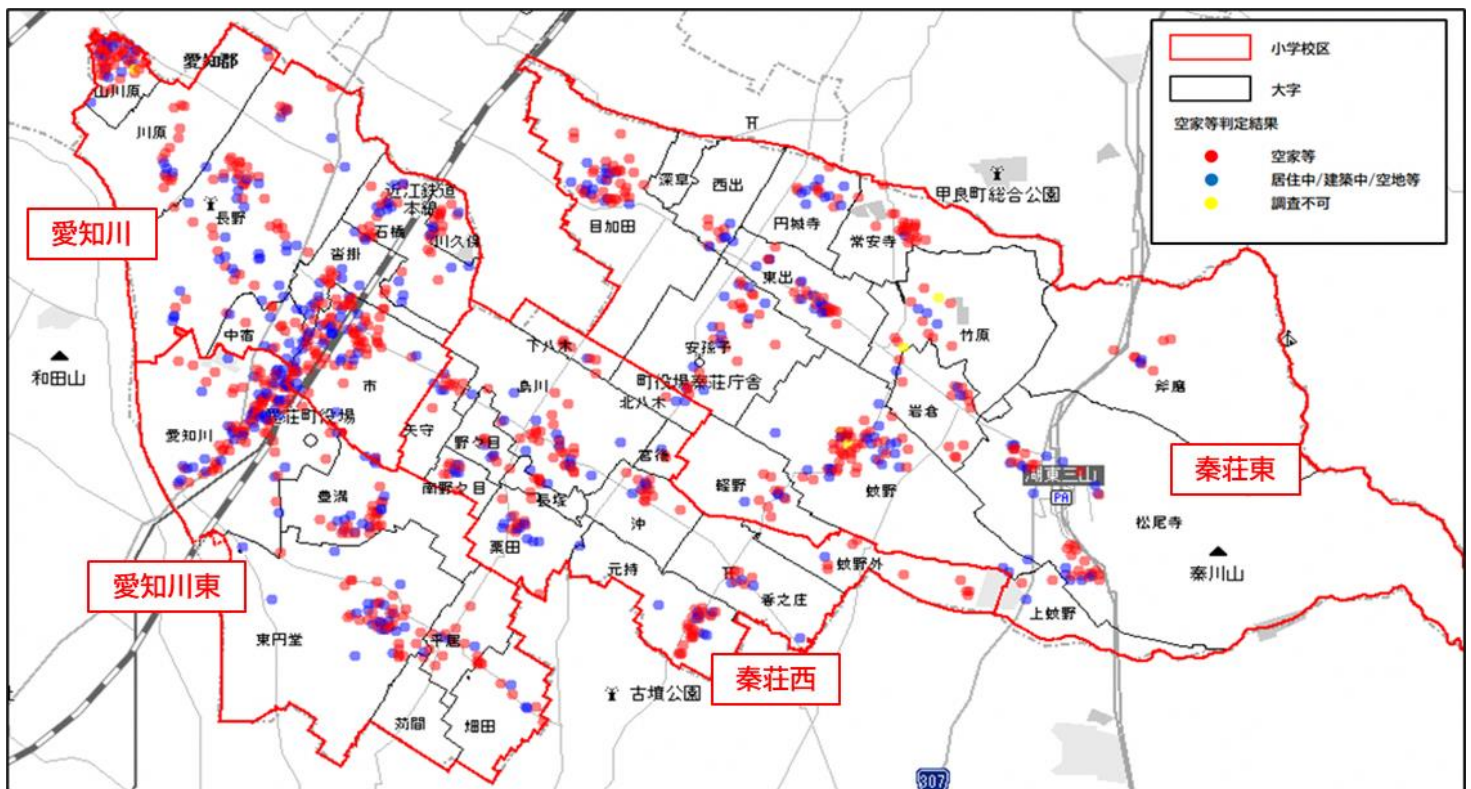 小学校区
大字
空家等判定結果
空家等
居住中/建築中/空地等
調査不可
愛知郡
山川原
川原
長野
近江鉄道
本線
石橋
川久保
沓掛
愛知川
中宿
市
和田山
愛知川
愛荘町役場
豊満
矢守
南野々目
野々目
愛知川東
東円堂
平居
苅間
畑田
目加田
深草
西出
円城寺
常安寺
甲良町総合公園
東出
竹原
安孫子
町役場秦荘庁舎
下八木
島川
北八木
宮後
長塚
沖
栗田
元持
香之庄
軽野
蚊野
岩倉
蚊野外
上蚊野
斧磨
湖東三山
PA
松尾寺
秦荘東
秦川山
秦荘西
古墳公園
307